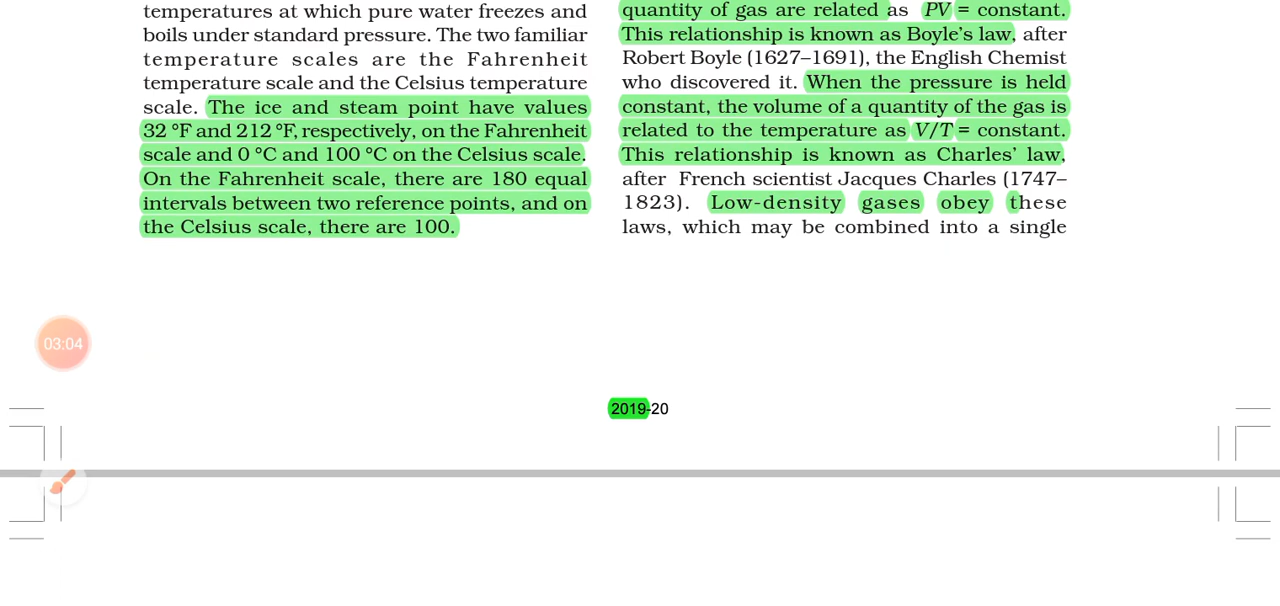 temperatures at which pure water freezes and
boils under standard pressure. The two familiar
temperature scales are the Fahrenheit
temperature scale and the Celsius temperature
scale. The ice and steam point have values
32 °F and 212 °F, respectively, on the Fahrenheit
scale and 0 °C and 100 °C on the Celsius scale.
On the Fahrenheit scale, there are 180 equal
intervals between two reference points, and on
the Celsius scale, there are 100.
quantity of gas are related as PV = constant.
This relationship is known as Boyle's law, after
Robert Boyle (1627–1691), the English Chemist
who discovered it. When the pressure is held
constant, the volume of a quantity of the gas is
related to the temperature as V/T = constant.
This relationship is known as Charles' law,
after French scientist Jacques Charles (1747–
1823). Low-density gases obey these
laws, which may be combined into a single
03:04
2019-20